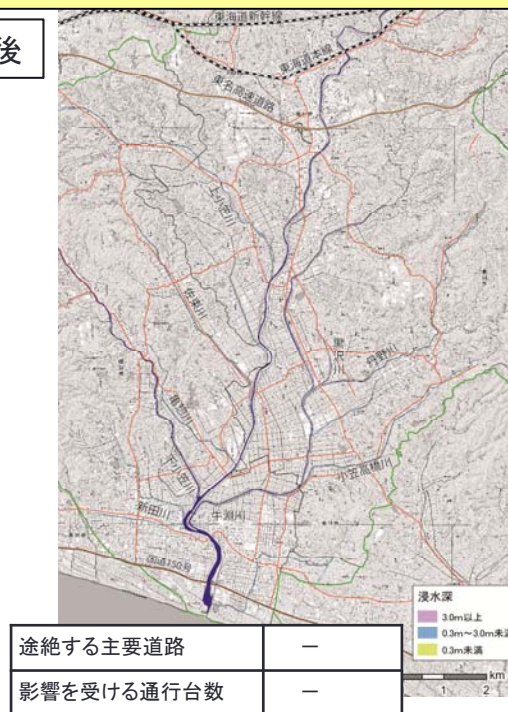 後
東海道新幹線
東海道本線
東名高速道路
上小笠川
佐束川
黒沢川
丹野川
亀惣川
小笠高橋川
下小笠川
新田川
牛淵川
国道150号
浸水深
3.0m以上
0.3m~3.0m未満
0.3m未満
km
1 2
途絶する主要道路 －
影響を受ける通行台数 －